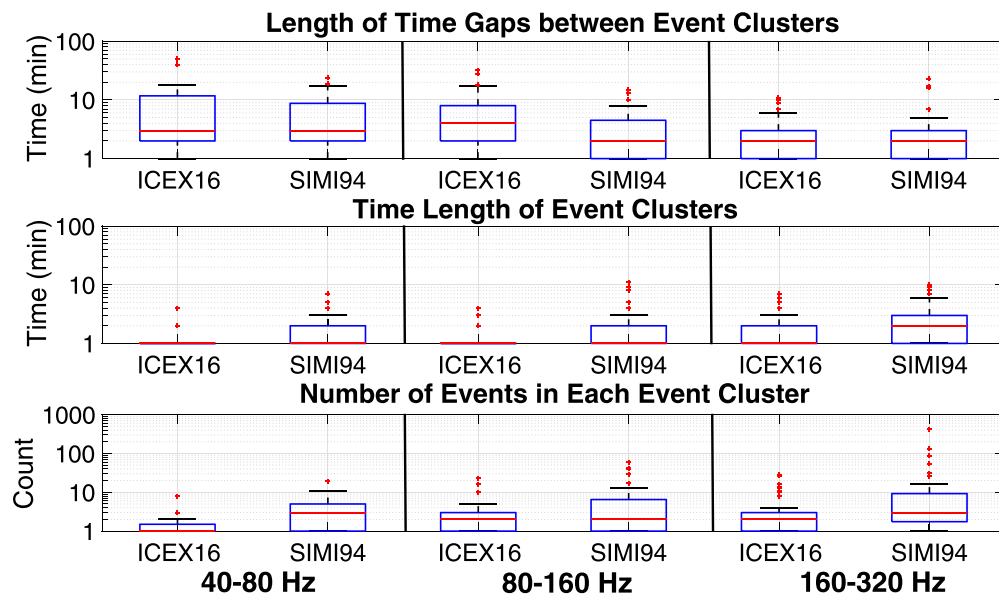 Length of Time Gaps between Event Clusters
Time (min)
100
10
1
ICEX16 SIMI94 ICEX16 SIMI94 ICEX16 SIMI94
Time Length of Event Clusters
Time (min)
100
10
1
ICEX16 SIMI94 ICEX16 SIMI94 ICEX16 SIMI94
Number of Events in Each Event Cluster
Count
1000
100
10
1
ICEX16 SIMI94 ICEX16 SIMI94 ICEX16 SIMI94
40-80 Hz 80-160 Hz 160-320 Hz